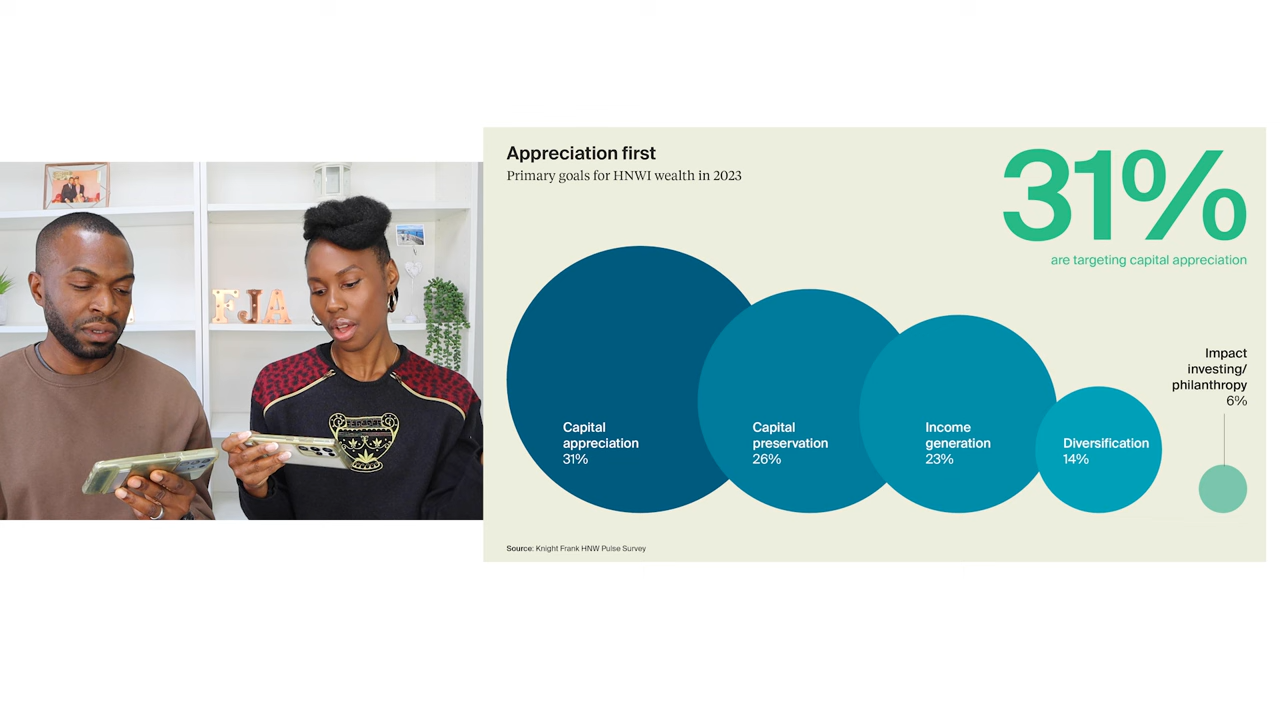 FJA
Appreciation first
Primary goals for HNWI wealth in 2023
31%
are targeting capital appreciation
Capital
appreciation
31%
Capital
preservation
26%
Income
generation
23%
Diversification
14%
Impact
investing/
philanthropy
6%
Source: Knight Frank HNW Pulse Survey